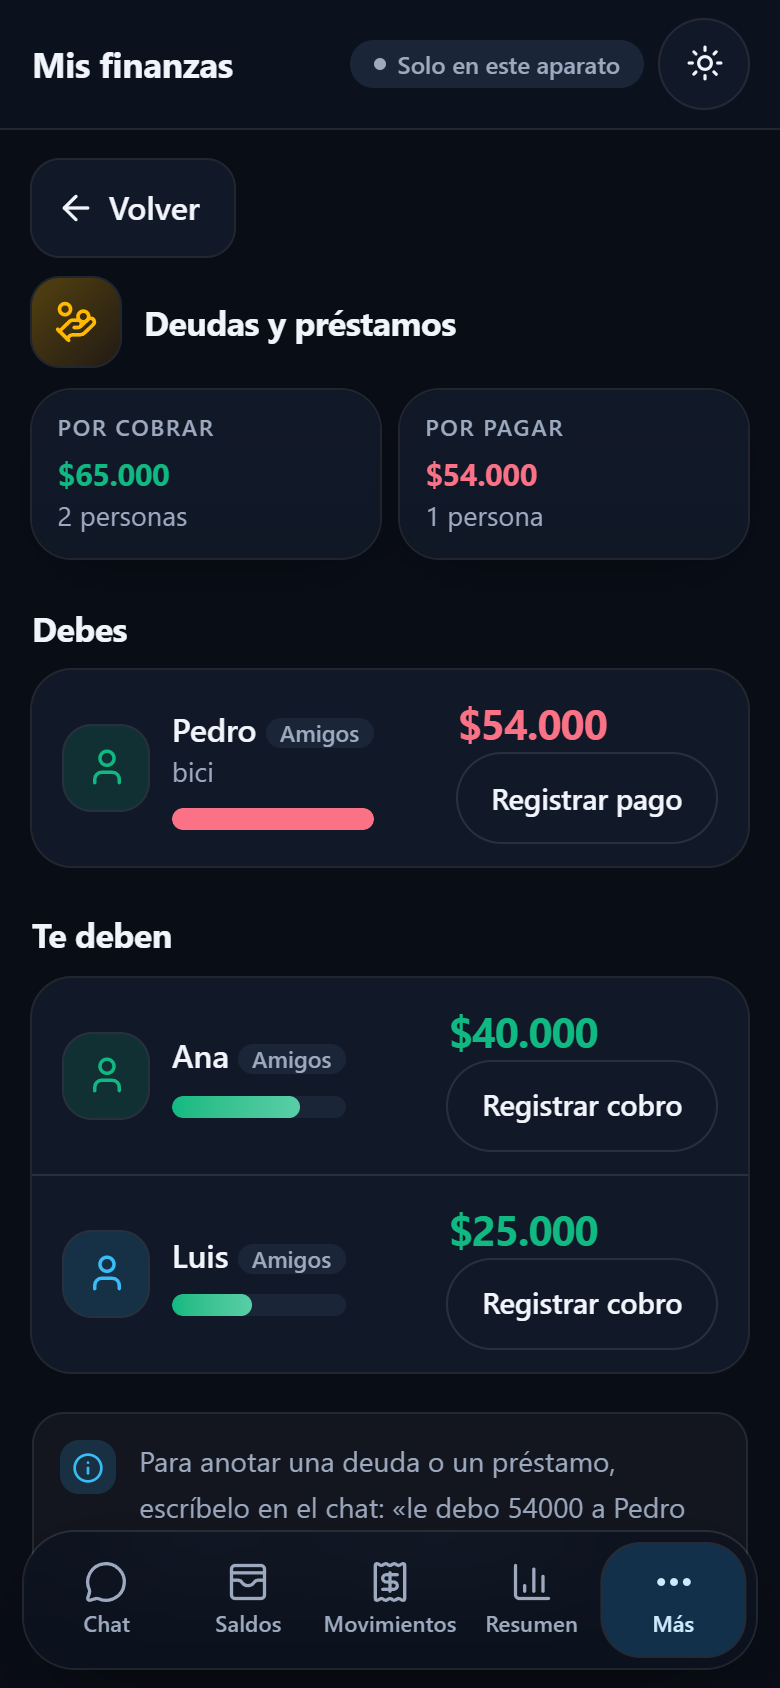 Mis finanzas
Solo en este aparato
Volver
Deudas y préstamos
POR COBRAR
$65.000
2 personas
POR PAGAR
$54.000
1 persona
Debes
Pedro Amigos
bici
$54.000
Registrar pago
Te deben
Ana Amigos
$40.000
Registrar cobro
Luis Amigos
$25.000
Registrar cobro
Para anotar una deuda o un préstamo,
escríbelo en el chat: «le debo 54000 a Pedro
Chat
Saldos
Movimientos
Resumen
Más